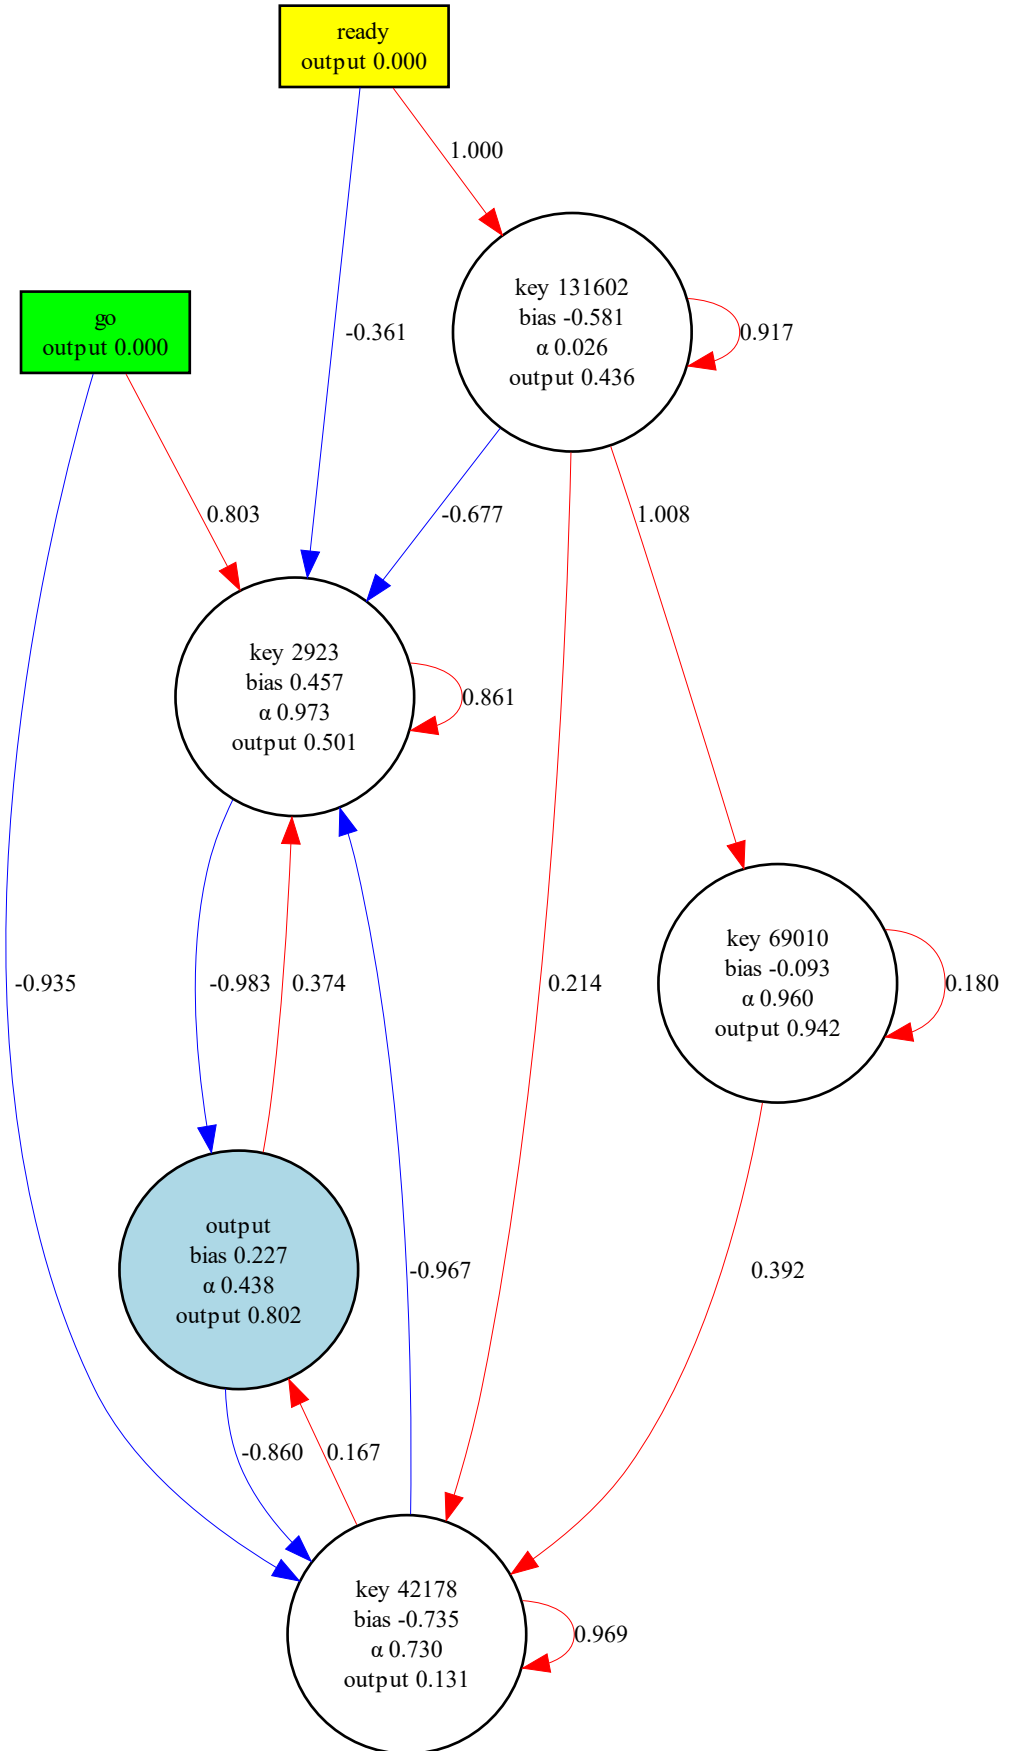 ready
output 0.000
1.000
key 131602
bias -0.581
α 0.026
output 0.436
0.917
go
output 0.000
-0.361
0.803
-0.677
1.008
key 2923
bias 0.457
α 0.973
output 0.501
0.861
key 69010
bias -0.093
α 0.960
output 0.942
0.180
-0.935
-0.983
0.374
0.214
output
bias 0.227
α 0.438
output 0.802
-0.967
0.392
-0.860
0.167
key 42178
bias -0.735
α 0.730
output 0.131
0.969